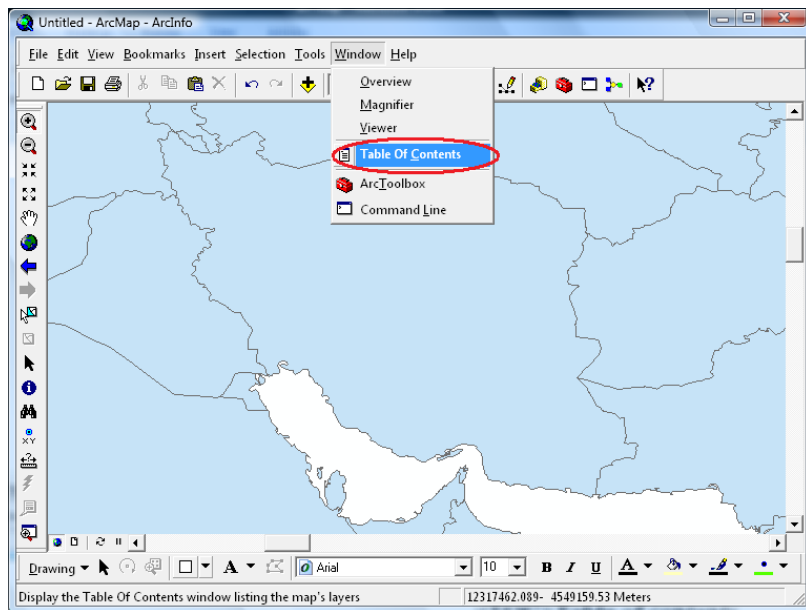 Untitled - ArcMap - ArcInfo
File Edit View Bookmarks Insert Selection Tools Window Help
Overview
Magnifier
Viewer
Table Of Contents
ArcToolbox
Command Line
XY
Drawing A Arial 10 B I U A
Display the Table Of Contents window listing the map's layers 12317462.089- 4549159.53 Meters